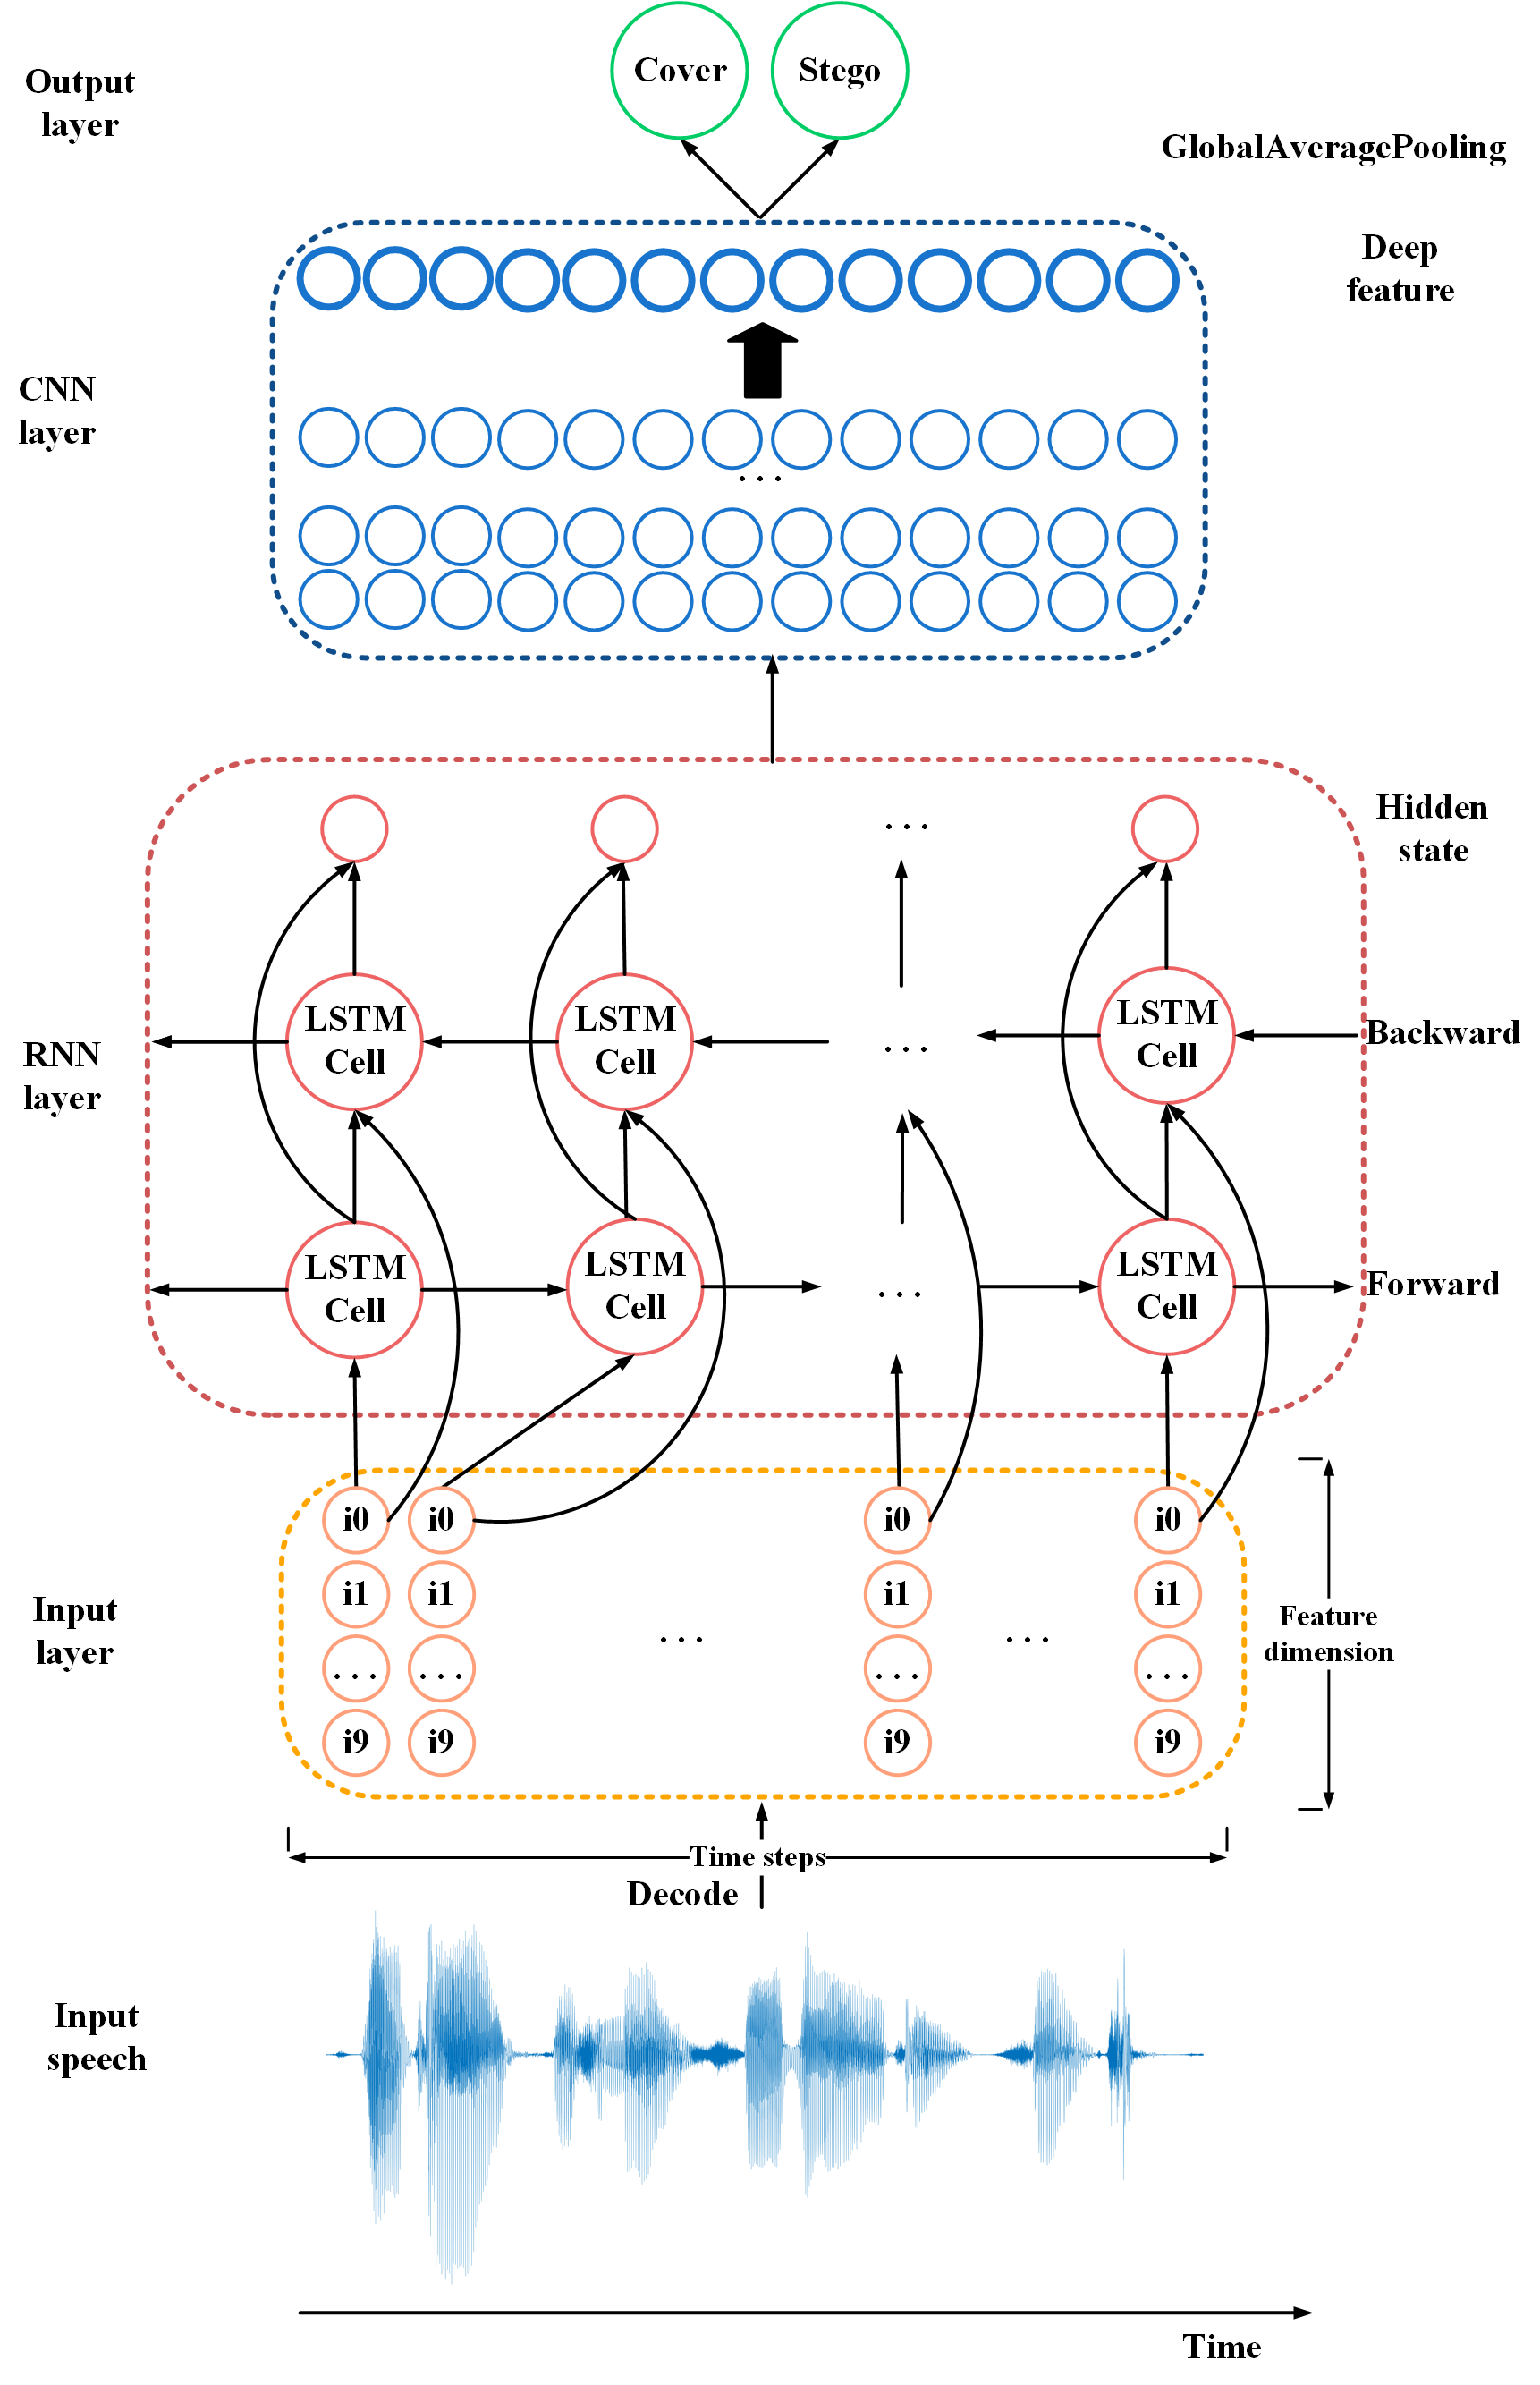 Cover
Stego
Output
layer
GlobalAveragePooling
Deep
feature
CNN
layer
. . .
Hidden
state
. . .
LSTM
Cell
LSTM
Cell
. . .
LSTM
Cell
Backward
RNN
layer
LSTM
Cell
LSTM
Cell
. . .
LSTM
Cell
Forward
i0
i0
i0
i0
i1
i1
i1
i1
Input
layer
. . .
. . .
Feature
dimension
. . .
. . .
. . .
. . .
i9
i9
i9
i9
Time steps
Decode
Input
speech
Time